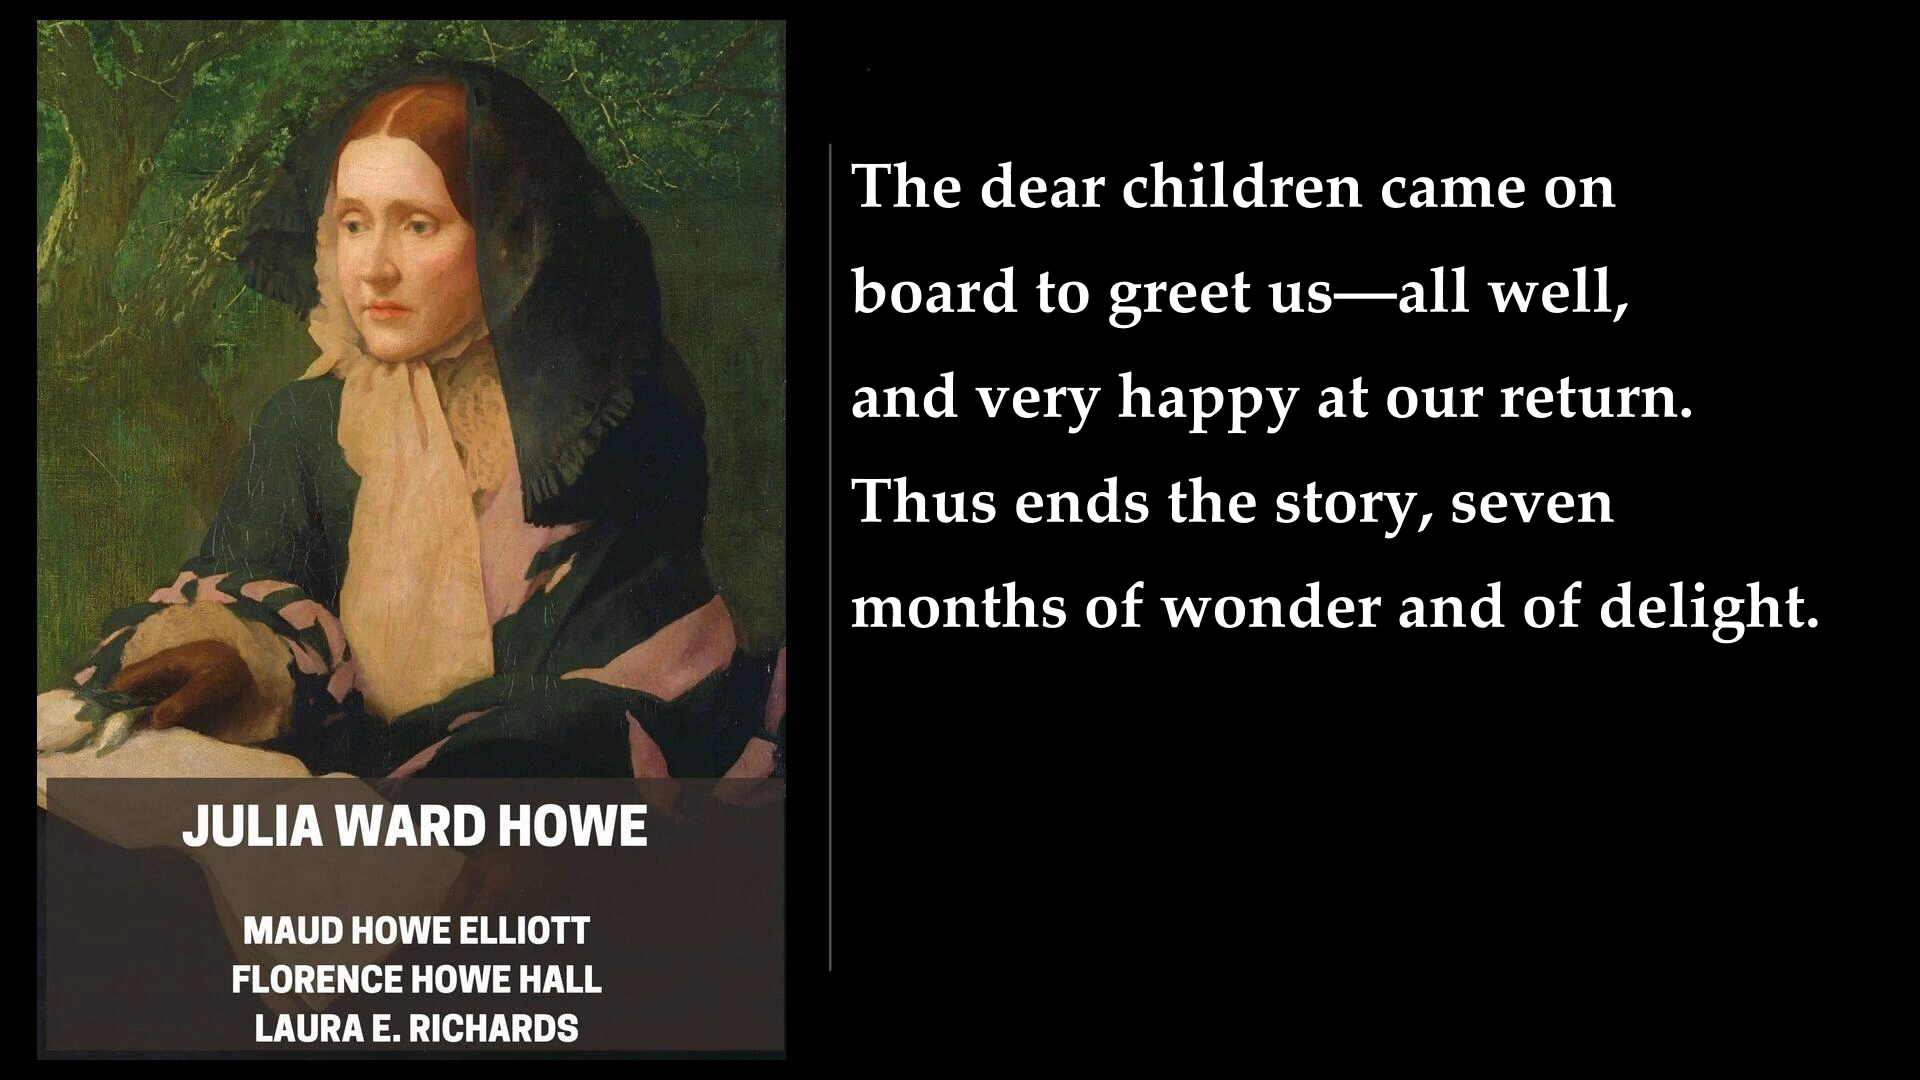 JULIA WARD HOWE
MAUD HOWE ELLIOTT
FLORENCE HOWE HALL
LAURA E. RICHARDS
The dear children came on
board to greet us—all well,
and very happy at our return.
Thus ends the story, seven
months of wonder and of delight.